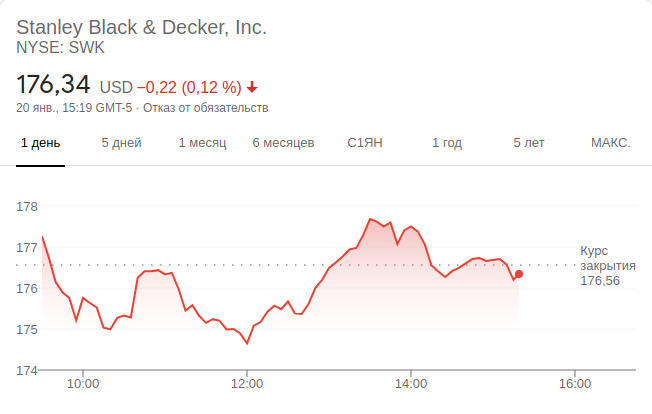 Stanley Black & Decker, Inc.
NYSE: SWK
176,34 USD −0,22 (0,12 %)
20 янв., 15:19 GMT-5 · Отказ от обязательств
1 день 5 дней 1 месяц 6 месяцев С1ЯН 1 год 5 лет МАКС.
178
177
176
175
174
Курс
закрытия
176,56
10:00 12:00 14:00 16:00